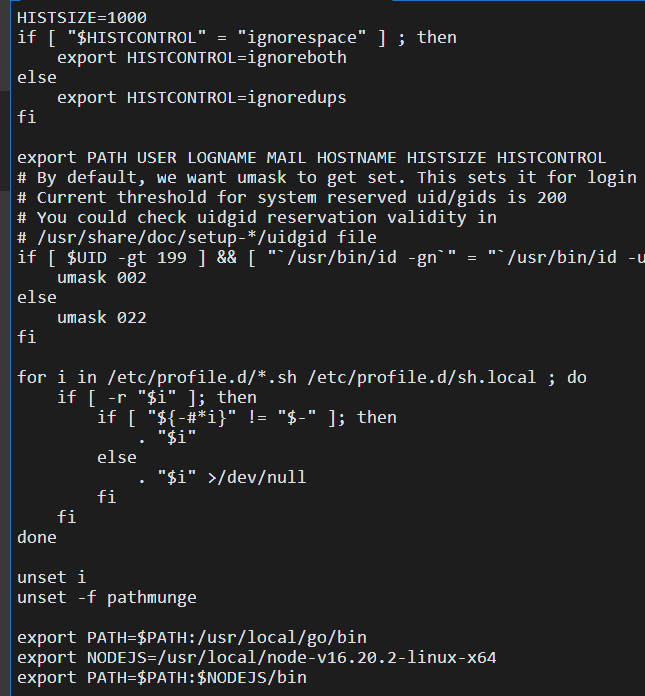 HISTSIZE=1000
if [ "$HISTCONTROL" = "ignorespace" ] ; then
    export HISTCONTROL=ignoreboth
else
    export HISTCONTROL=ignoredups
fi

export PATH USER LOGNAME MAIL HOSTNAME HISTSIZE HISTCONTROL
# By default, we want umask to get set. This sets it for login
# Current threshold for system reserved uid/gids is 200
# You could check uidgid reservation validity in
# /usr/share/doc/setup-*/uidgid file
if [ $UID -gt 199 ] && [ "`/usr/bin/id -gn`" = "`/usr/bin/id -u
    umask 002
else
    umask 022
fi

for i in /etc/profile.d/*.sh /etc/profile.d/sh.local ; do
    if [ -r "$i" ]; then
        if [ "${-#*i}" != "$-" ]; then
            . "$i"
        else
            . "$i" >/dev/null
        fi
    fi
done

unset i
unset -f pathmunge

export PATH=$PATH:/usr/local/go/bin
export NODEJS=/usr/local/node-v16.20.2-linux-x64
export PATH=$PATH:$NODEJS/bin